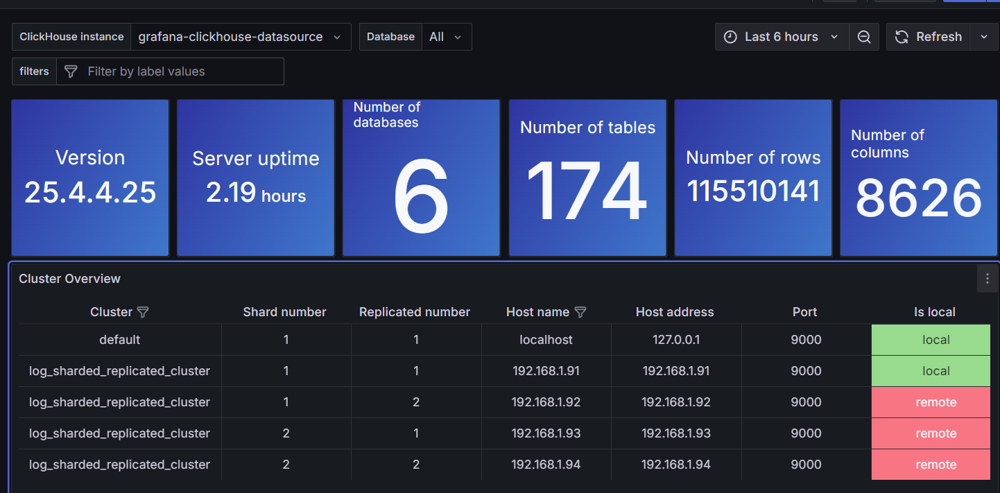 ClickHouse instance grafana-clickhouse-datasource Database All Last 6 hours Refresh
filters Filter by label values
Version
25.4.4.25
Server uptime
2.19 hours
Number of
databases
6
Number of tables
174
Number of rows
115510141
Number of
columns
8626
Cluster Overview
Cluster Shard number Replicated number Host name Host address Port Is local
default 1 1 localhost 127.0.0.1 9000 local
log_sharded_replicated_cluster 1 1 192.168.1.91 192.168.1.91 9000 local
log_sharded_replicated_cluster 1 2 192.168.1.92 192.168.1.92 9000 remote
log_sharded_replicated_cluster 2 1 192.168.1.93 192.168.1.93 9000 remote
log_sharded_replicated_cluster 2 2 192.168.1.94 192.168.1.94 9000 remote